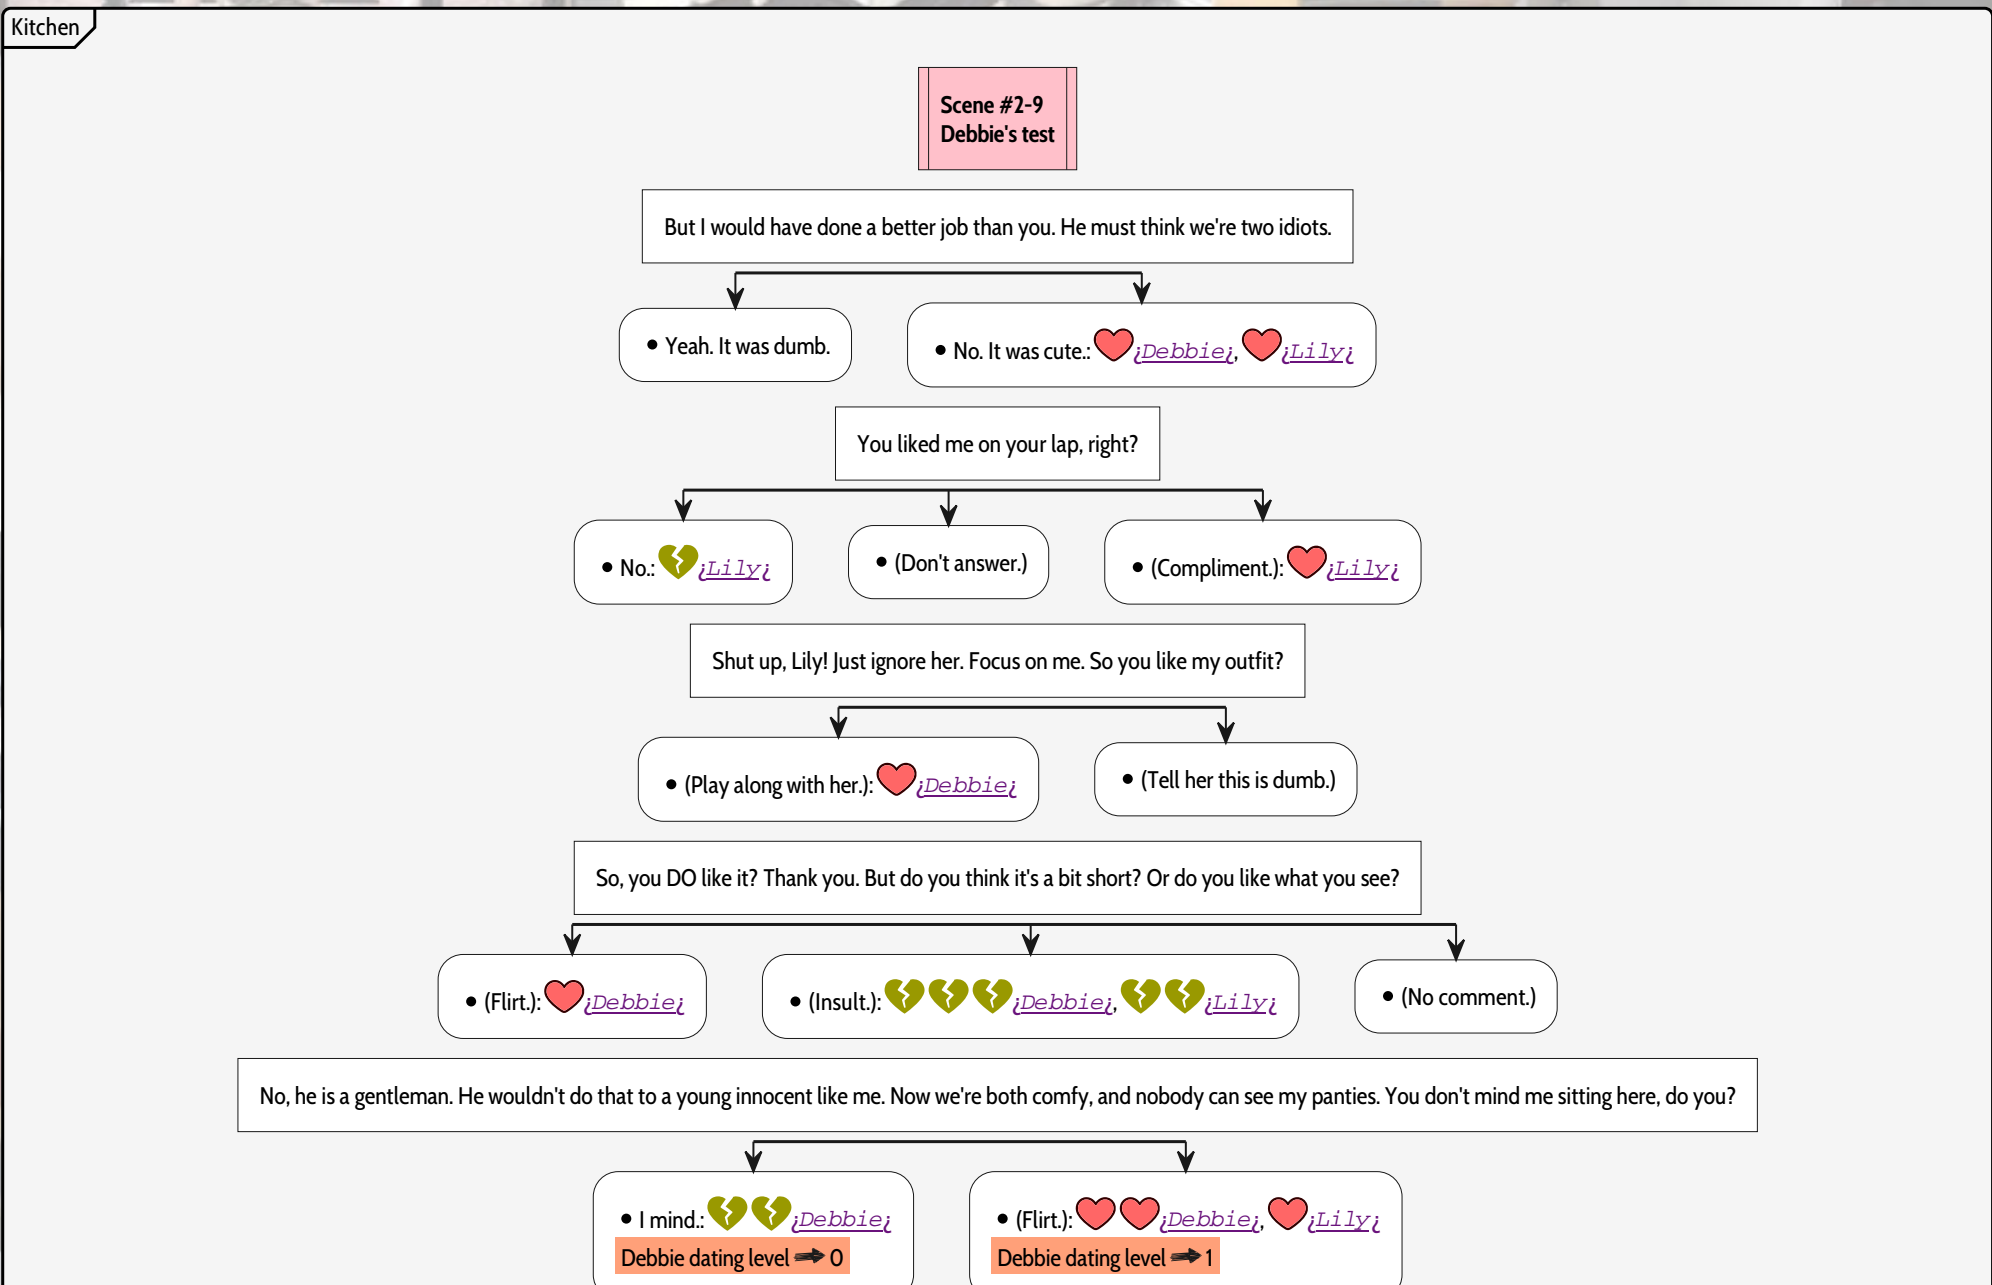 Kitchen
Scene #2-9
Debbie's test
But I would have done a better job than you. He must think we're two idiots.
• Yeah. It was dumb.
• No. It was cute.: ¿Debbie¿, ¿Lily¿
You liked me on your lap, right?
• No.: ¿Lily¿
• (Don't answer.)
• (Compliment.): ¿Lily¿
Shut up, Lily! Just ignore her. Focus on me. So you like my outfit?
• (Play along with her.): ¿Debbie¿
• (Tell her this is dumb.)
So, you DO like it? Thank you. But do you think it's a bit short? Or do you like what you see?
• (Flirt.): ¿Debbie¿
• (Insult.): ¿Debbie¿, ¿Lily¿
• (No comment.)
No, he is a gentleman. He wouldn't do that to a young innocent like me. Now we're both comfy, and nobody can see my panties. You don't mind me sitting here, do you?
• I mind.: ¿Debbie¿
Debbie dating level ➡ 0
• (Flirt.): ¿Debbie¿, ¿Lily¿
Debbie dating level ➡ 1